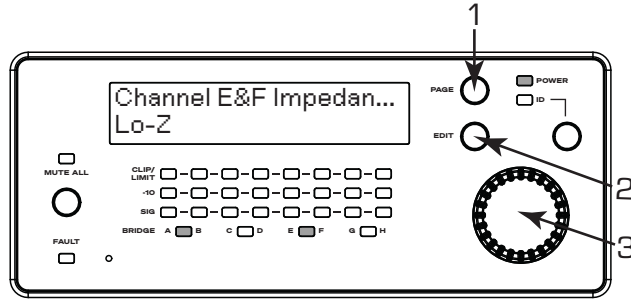 1
PAGE
POWER
ID
Channel E&F Impedan...
Lo-Z
EDIT
2
MUTE ALL
CLIP/
LIMIT
-10
SIG
3
BRIDGE A B C D E F G H
FAULT